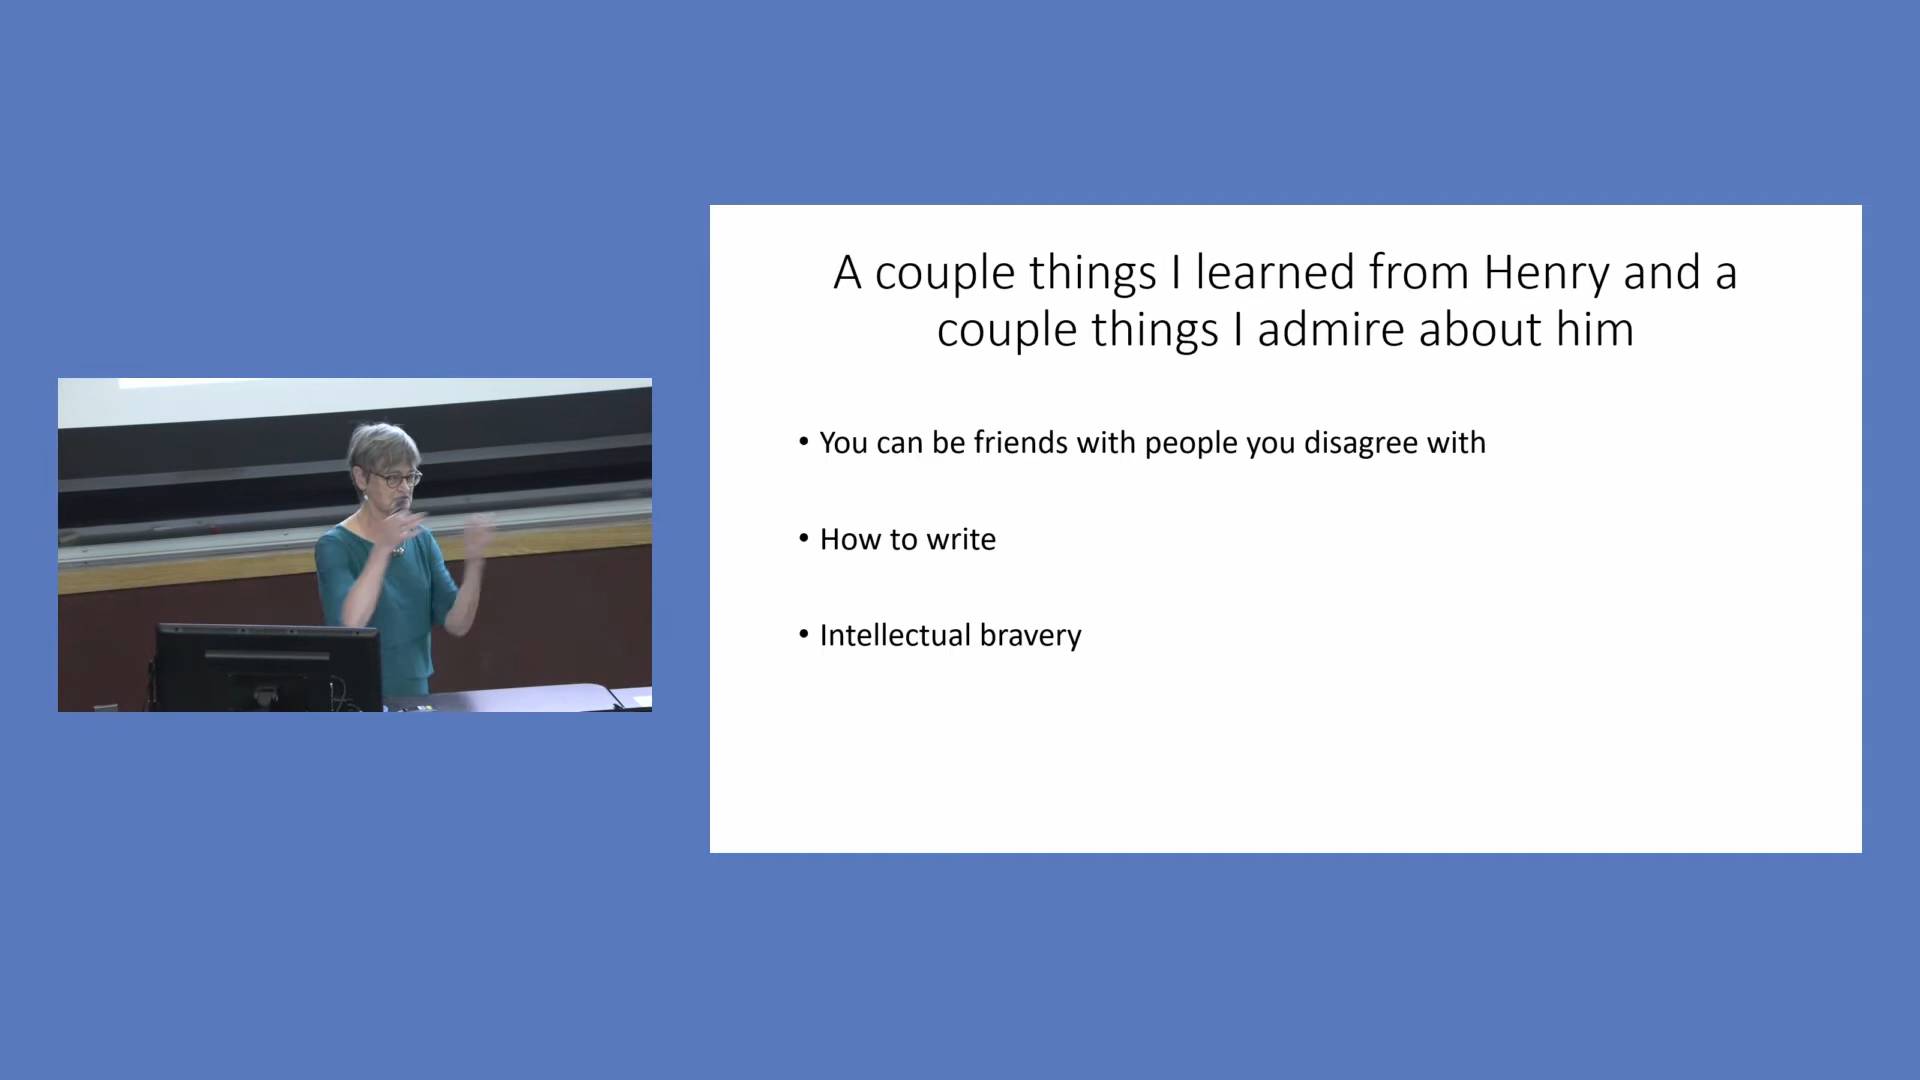 A couple things I learned from Henry and a
couple things I admire about him
• You can be friends with people you disagree with
• How to write
• Intellectual bravery